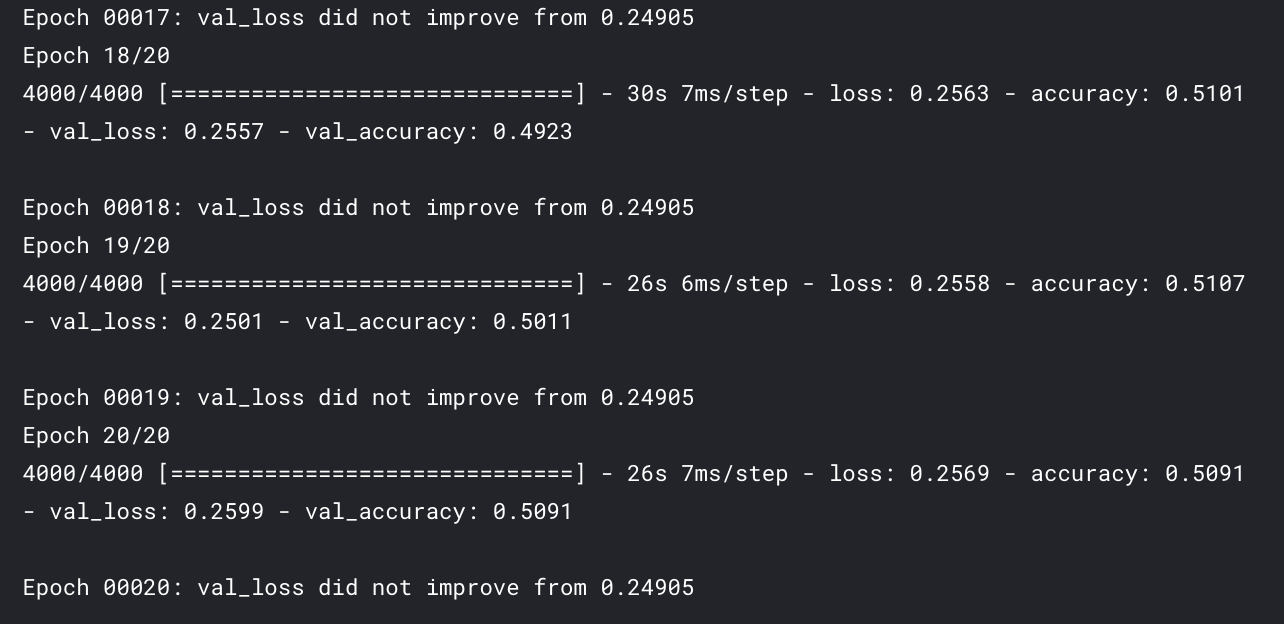 Epoch 00017: val_loss did not improve from 0.24905
Epoch 18/20
4000/4000 [==============================] - 30s 7ms/step - loss: 0.2563 - accuracy: 0.5101
- val_loss: 0.2557 - val_accuracy: 0.4923
Epoch 00018: val_loss did not improve from 0.24905
Epoch 19/20
4000/4000 [==============================] - 26s 6ms/step - loss: 0.2558 - accuracy: 0.5107
- val_loss: 0.2501 - val_accuracy: 0.5011
Epoch 00019: val_loss did not improve from 0.24905
Epoch 20/20
4000/4000 [==============================] - 26s 7ms/step - loss: 0.2569 - accuracy: 0.5091
- val_loss: 0.2599 - val_accuracy: 0.5091
Epoch 00020: val_loss did not improve from 0.24905